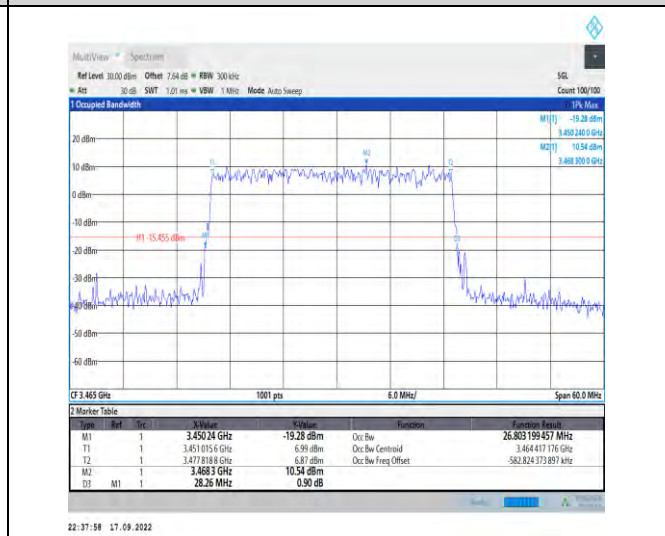 MultiView Spectrum
Ref Level 30.00 dBm Offset 7.64 dB RBW 300 kHz SGL
Att 30 dB SWT 1.01 ms VBW 1 MHz Mode Auto Sweep Count 100/100
1 Occupied Bandwidth 1Pk Max
M1[1] -19.28 dBm
3.450 240 0 GHz
M2[1] 10.54 dBm
3.468 300 0 GHz
20 dBm
M2
T1 T2
10 dBm
0 dBm
-10 dBm
H1 -15.455 dBm
M1
D3
-20 dBm
-30 dBm
-40 dBm
-50 dBm
-60 dBm
CF 3.465 GHz 1001 pts 6.0 MHz/ Span 60.0 MHz
2 Marker Table
Type Ref Trc X-Value Y-Value Function Function Result
M1 1 3.45024 GHz -19.28 dBm Occ Bw 26.803 199 457 MHz
T1 1 3.451 015 6 GHz 6.99 dBm Occ Bw Centroid 3.464 417 176 GHz
T2 1 3.477 818 8 GHz 6.87 dBm Occ Bw Freq Offset -582.824 373 897 kHz
M2 1 3.4683 GHz 10.54 dBm
D3 M1 1 28.26 MHz 0.90 dB
22:37:58 17.09.2022